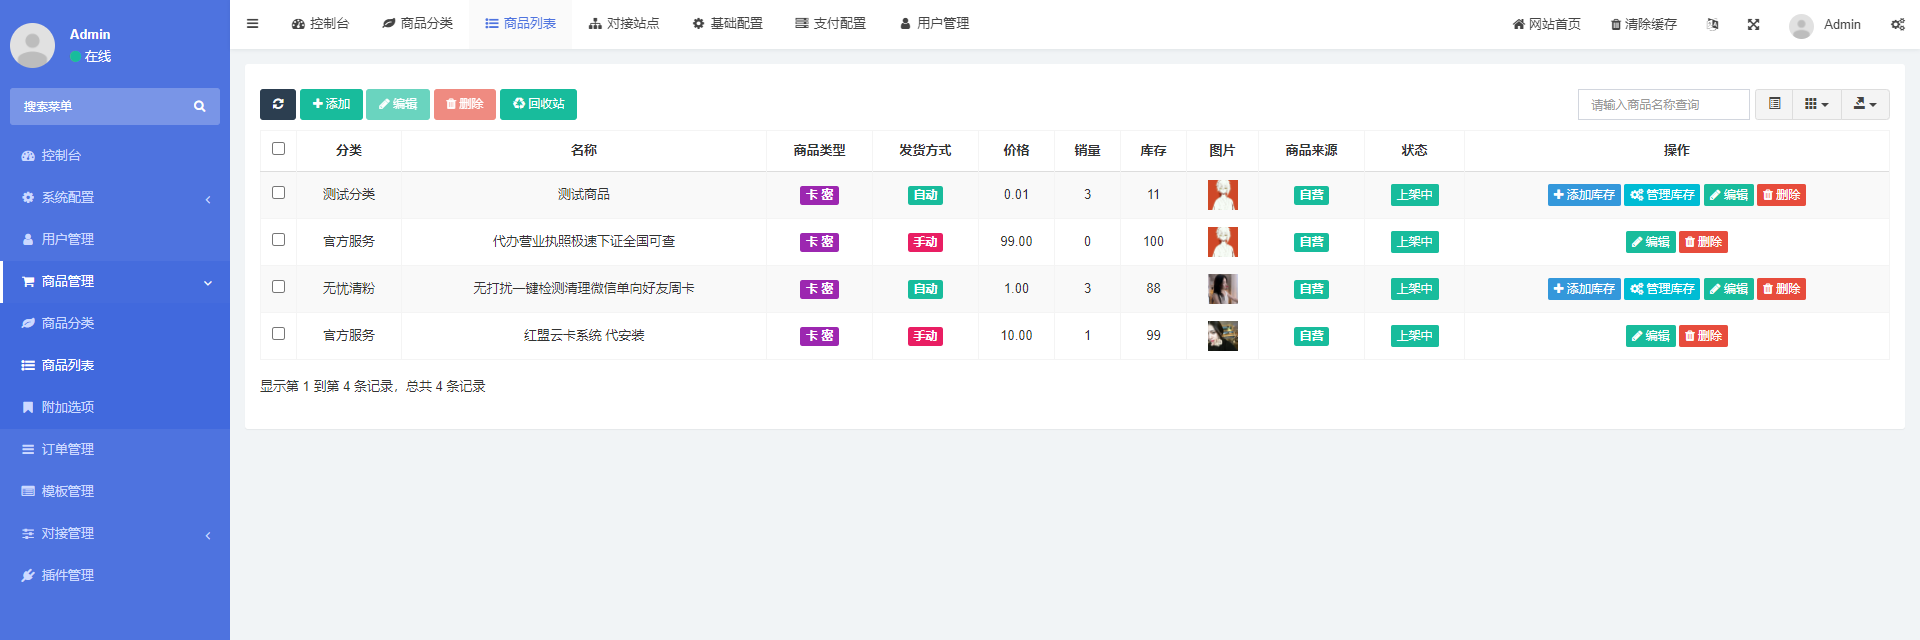 Admin
在线
搜索菜单
控制台
系统配置
用户管理
商品管理
商品分类
商品列表
附加选项
订单管理
模板管理
对接管理
插件管理
控制台 商品分类 商品列表 对接站点 基础配置 支付配置 用户管理 网站首页 清除缓存 Admin
添加 编辑 删除 回收站 请输入商品名称查询
分类 名称 商品类型 发货方式 价格 销量 库存 图片 商品来源 状态 操作
测试分类 测试商品 卡密 自动 0.01 3 11 自营 上架中 添加库存 管理库存 编辑 删除
官方服务 代办营业执照极速下证全国可查 卡密 手动 99.00 0 100 自营 上架中 编辑 删除
无忧清粉 无打扰一键检测清理微信单向好友周卡 卡密 自动 1.00 3 88 自营 上架中 添加库存 管理库存 编辑 删除
官方服务 红盟云卡系统 代安装 卡密 手动 10.00 1 99 自营 上架中 编辑 删除
显示第 1 到第 4 条记录，总共 4 条记录